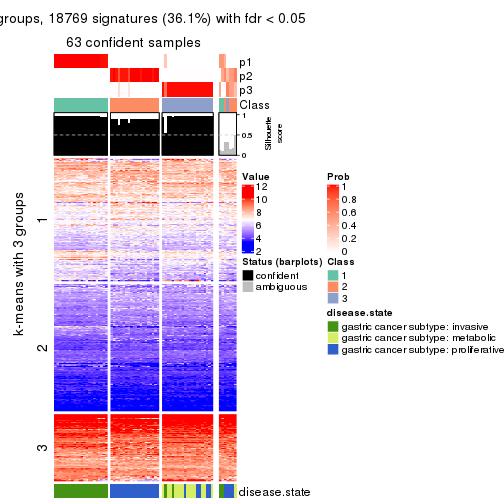 groups, 18769 signatures (36.1%) with fdr < 0.05
63 confident samples
p1
p2
p3
Class
1
0.5
0
Silhouette
score
k-means with 3 groups
1
2
3
disease.state
Value
12
10
8
6
4
2
Prob
1
0.8
0.6
0.4
0.2
0
Status (barplots)
confident
ambiguous
Class
1
2
3
disease.state
gastric cancer subtype: invasive
gastric cancer subtype: metabolic
gastric cancer subtype: proliferative